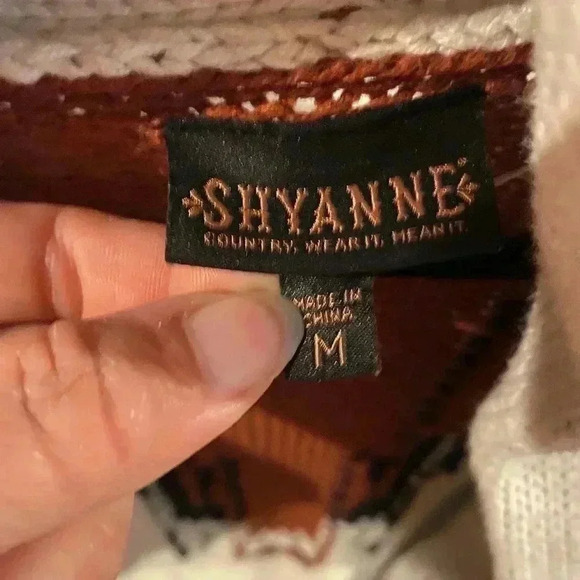 SHYANNE®
COUNTRY, WEAR IT, MEAN IT.
MADE IN
CHINA
M